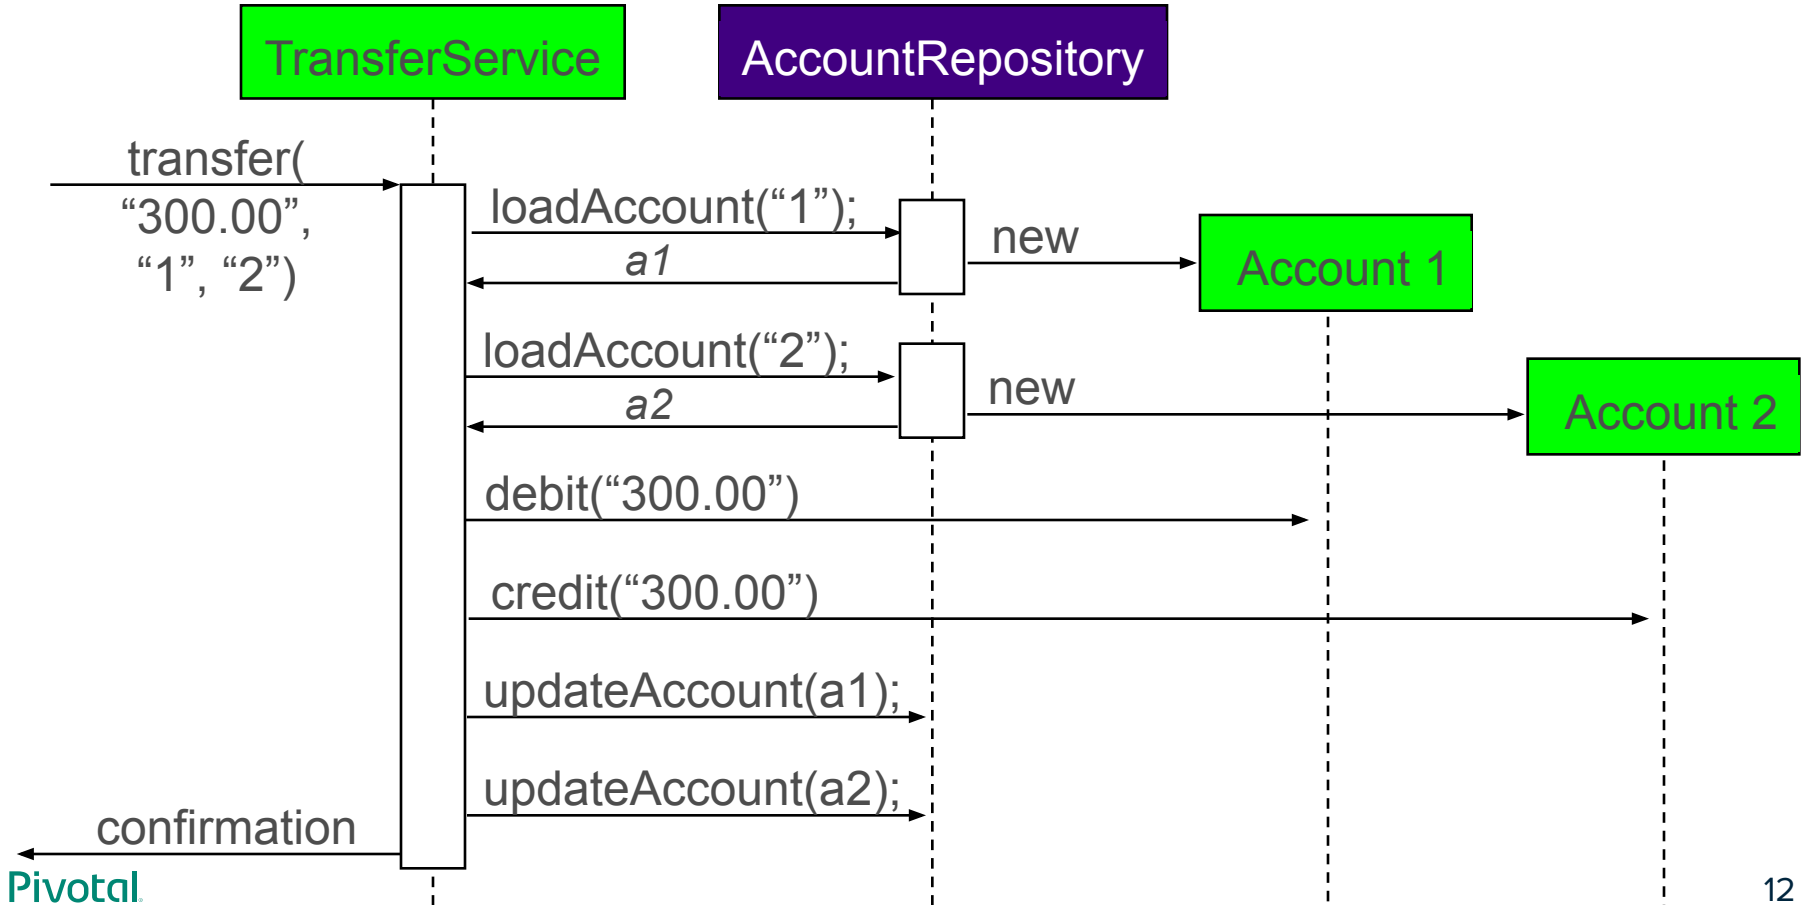 TransferService
AccountRepository
transfer(
“300.00”,
“1”, “2”)
loadAccount(“1”);
a1
new
Account 1
loadAccount(“2”);
a2
new
Account 2
debit(“300.00”)
credit(“300.00”)
updateAccount(a1);
updateAccount(a2);
confirmation
Pivotal
12